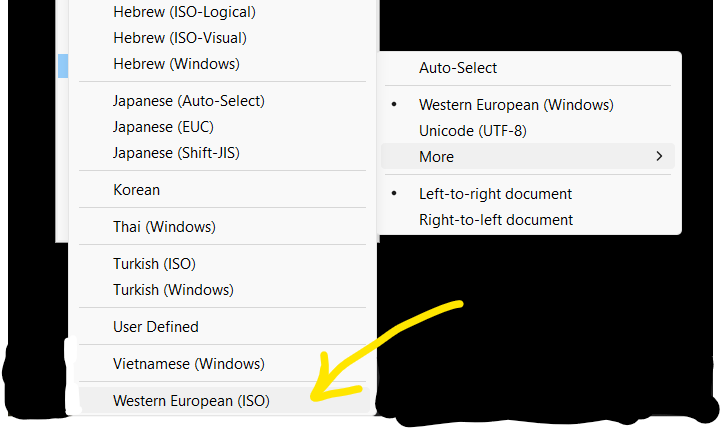 Hebrew (ISO-Logical)
Hebrew (ISO-Visual)
Hebrew (Windows)
Japanese (Auto-Select)
Japanese (EUC)
Japanese (Shift-JIS)
Korean
Thai (Windows)
Turkish (ISO)
Turkish (Windows)
User Defined
Vietnamese (Windows)
Western European (ISO)
Auto-Select
Western European (Windows)
Unicode (UTF-8)
More
Left-to-right document
Right-to-left document